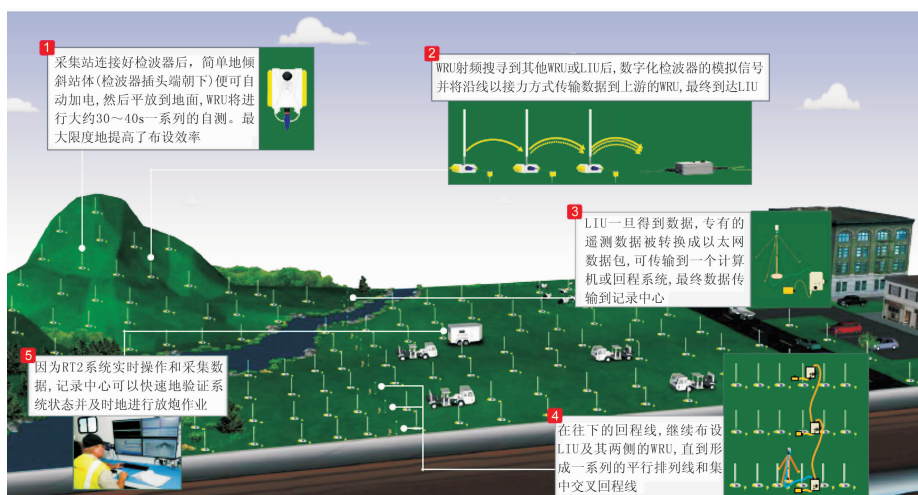 1
采集站连接好检波器后，简单地倾
斜站体(检波器插头端朝下)便可自
动加电,然后平放到地面,WRU将进
行大约30～40s一系列的自测。最
大限度地提高了布设效率
2
WRU射频搜寻到其他WRU或LIU后,数字化检波器的模拟信号
并将沿线以接力方式传输数据到上游的WRU,最终到达LIU
3
LIU一旦得到数据,专有的
遥测数据被转换成以太网
数据包,可传输到一个计算
机或回程系统,最终数据传
输到记录中心
5
因为RT2系统实时操作和采集数
据,记录中心可以快速地验证系
统状态并及时地进行放炮作业
4
在往下的回程线,继续布设
LIU及其两侧的WRU,直到形
成一系列的平行排列线和集
中交叉回程线